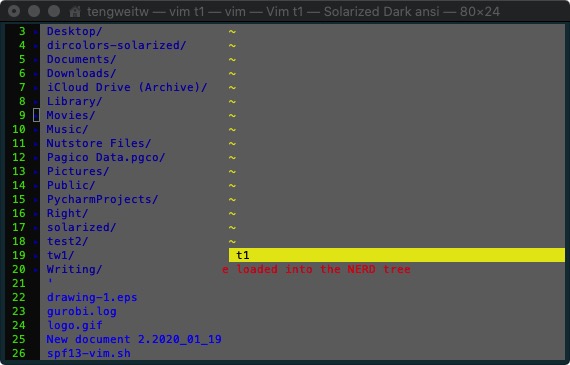 tengweitw — vim t1 — vim — Vim t1 — Solarized Dark ansi — 80×24
3 Desktop/ ~
4 dircolors-solarized/ ~
5 Documents/ ~
6 Downloads/ ~
7 iCloud Drive (Archive)/ ~
8 Library/ ~
9 Movies/ ~
10 Music/ ~
11 Nutstore Files/ ~
12 Pagico Data.pgco/ ~
13 Pictures/ ~
14 Public/ ~
15 PycharmProjects/ ~
16 Right/ ~
17 solarized/ ~
18 test2/ ~
19 tw1/ t1
20 Writing/ e loaded into the NERD tree
21 '
22 drawing-1.eps
23 gurobi.log
24 logo.gif
25 New document 2.2020_01_19
26 spf13-vim.sh